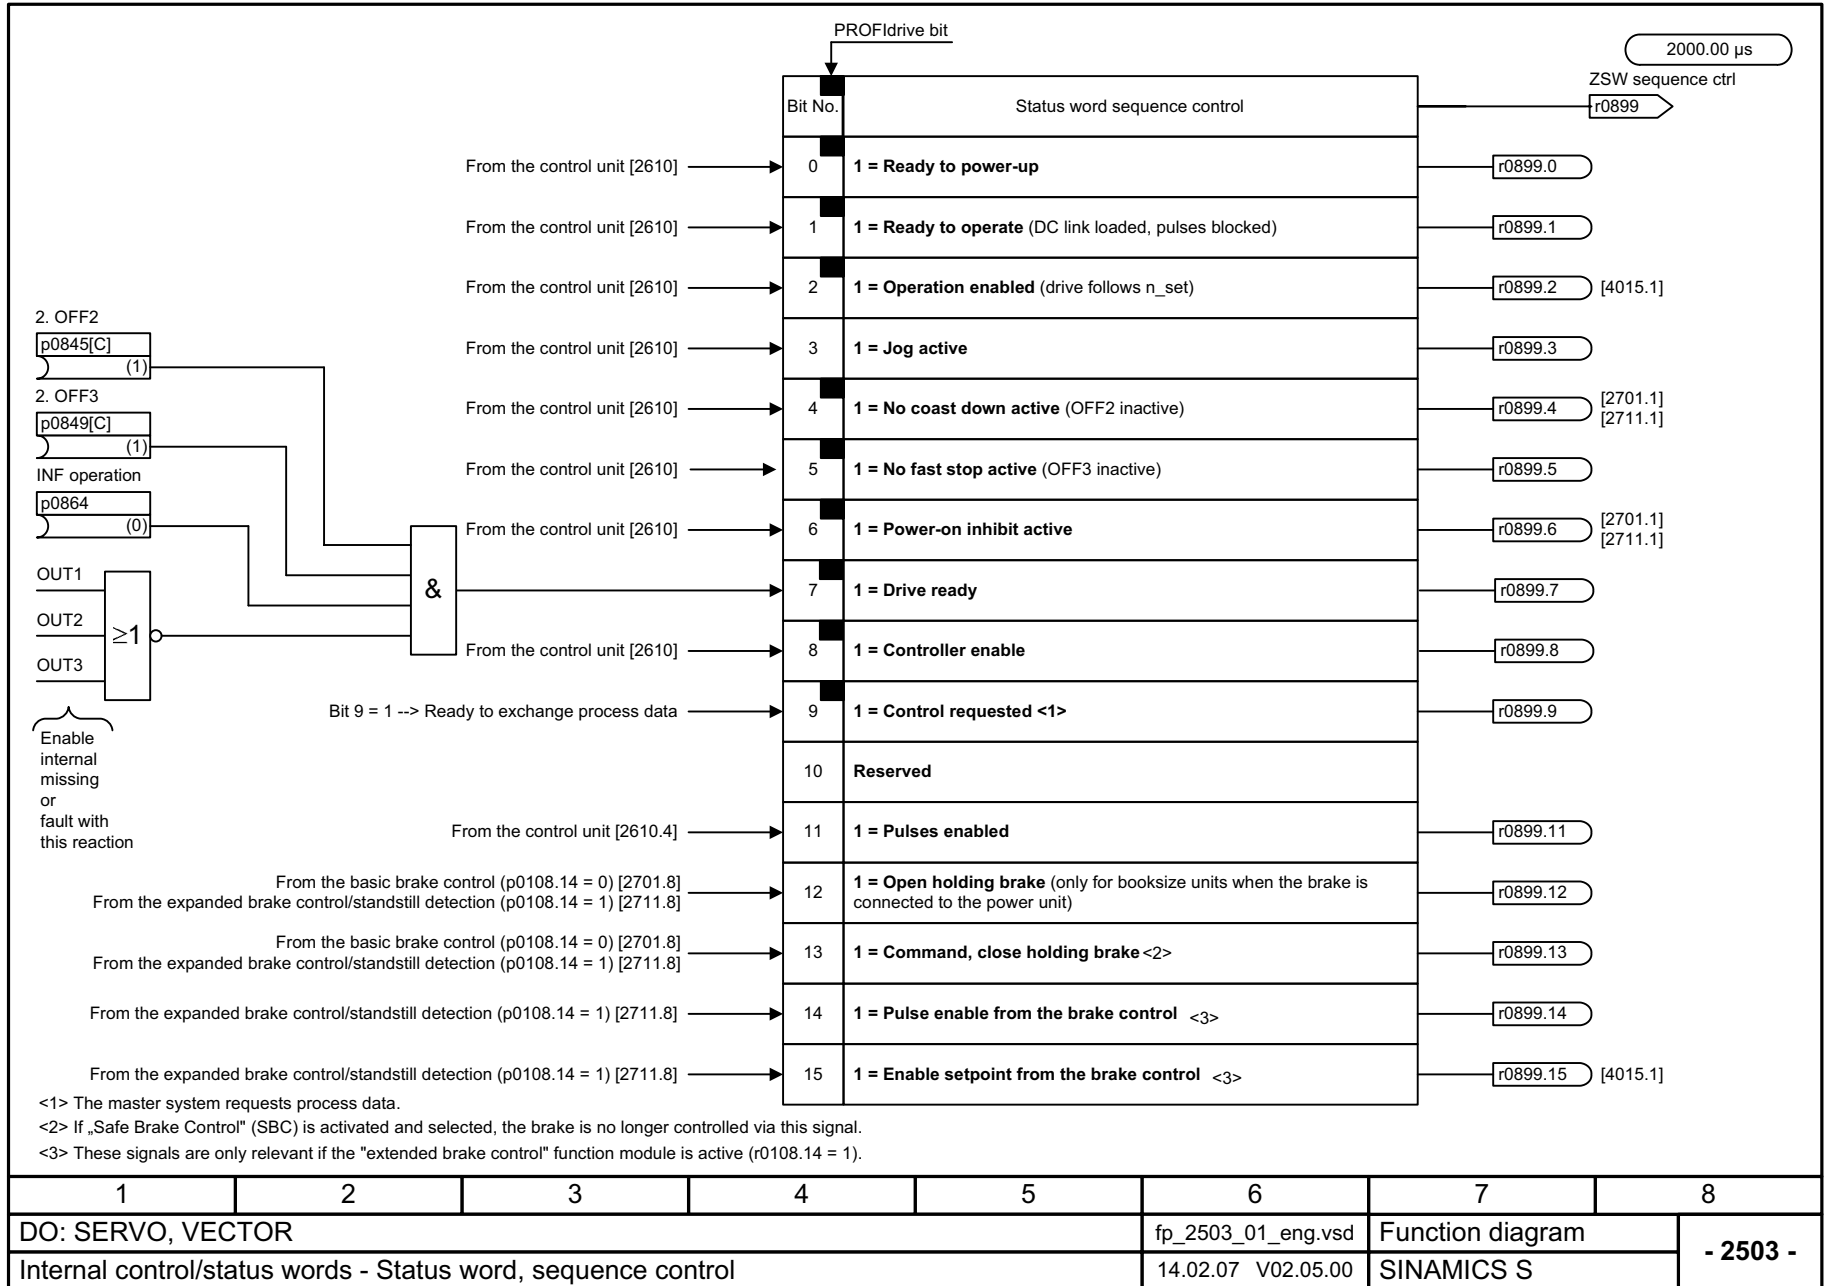 PROFIdrive bit
2000.00 µs
ZSW sequence ctrl
Bit No.
Status word sequence control
r0899
From the control unit [2610]
0
1 = Ready to power-up
r0899.0
From the control unit [2610]
1
1 = Ready to operate (DC link loaded, pulses blocked)
r0899.1
From the control unit [2610]
2
1 = Operation enabled (drive follows n_set)
r0899.2
[4015.1]
2. OFF2
p0845[C]
(1)
From the control unit [2610]
3
1 = Jog active
r0899.3
2. OFF3
p0849[C]
(1)
From the control unit [2610]
4
1 = No coast down active (OFF2 inactive)
r0899.4
[2701.1]
[2711.1]
INF operation
p0864
(0)
From the control unit [2610]
5
1 = No fast stop active (OFF3 inactive)
r0899.5
From the control unit [2610]
6
1 = Power-on inhibit active
r0899.6
[2701.1]
[2711.1]
OUT1
OUT2
OUT3
≥1
&
7
1 = Drive ready
r0899.7
From the control unit [2610]
8
1 = Controller enable
r0899.8
Enable
internal
missing
or
fault with
this reaction
Bit 9 = 1 --> Ready to exchange process data
9
1 = Control requested <1>
r0899.9
10
Reserved
From the control unit [2610.4]
11
1 = Pulses enabled
r0899.11
From the basic brake control (p0108.14 = 0) [2701.8]
From the expanded brake control/standstill detection (p0108.14 = 1) [2711.8]
12
1 = Open holding brake (only for booksize units when the brake is
connected to the power unit)
r0899.12
From the basic brake control (p0108.14 = 0) [2701.8]
From the expanded brake control/standstill detection (p0108.14 = 1) [2711.8]
13
1 = Command, close holding brake <2>
r0899.13
From the expanded brake control/standstill detection (p0108.14 = 1) [2711.8]
14
1 = Pulse enable from the brake control <3>
r0899.14
From the expanded brake control/standstill detection (p0108.14 = 1) [2711.8]
15
1 = Enable setpoint from the brake control <3>
r0899.15
[4015.1]
<1> The master system requests process data.
<2> If „Safe Brake Control" (SBC) is activated and selected, the brake is no longer controlled via this signal.
<3> These signals are only relevant if the "extended brake control" function module is active (r0108.14 = 1).
1 2 3 4 5 6 7 8
DO: SERVO, VECTOR
fp_2503_01_eng.vsd
Function diagram
- 2503 -
Internal control/status words - Status word, sequence control
14.02.07 V02.05.00
SINAMICS S